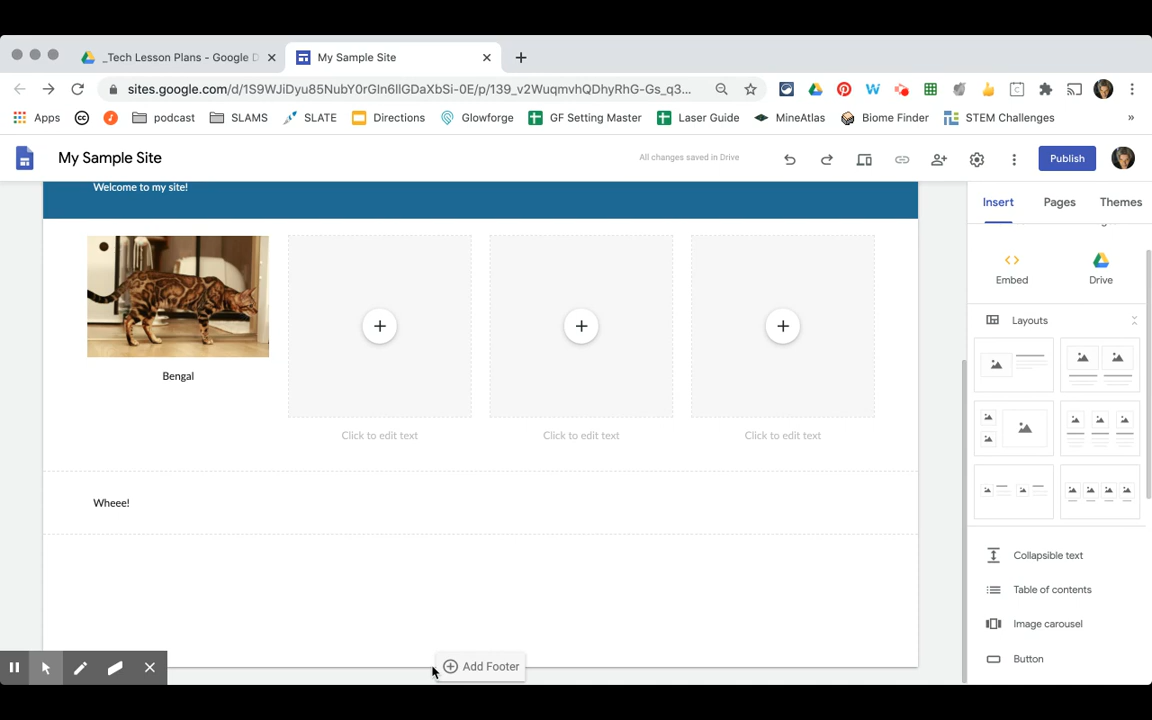 _Tech Lesson Plans - Google D
My Sample Site
sites.google.com/d/1S9WJiDyu85NubY0rGIn6llGDaXbSi-0E/p/139_v2WuqmvhQDhyRhG-Gs_q3...
Apps
podcast
SLAMS
SLATE
Directions
Glowforge
GF Setting Master
Laser Guide
MineAtlas
Biome Finder
STEM Challenges
»
My Sample Site
All changes saved in Drive
Publish
Welcome to my site!
Insert
Pages
Themes
Embed
Drive
Layouts
Bengal
Click to edit text
Click to edit text
Click to edit text
Wheee!
Collapsible text
Table of contents
Image carousel
Button
Add Footer